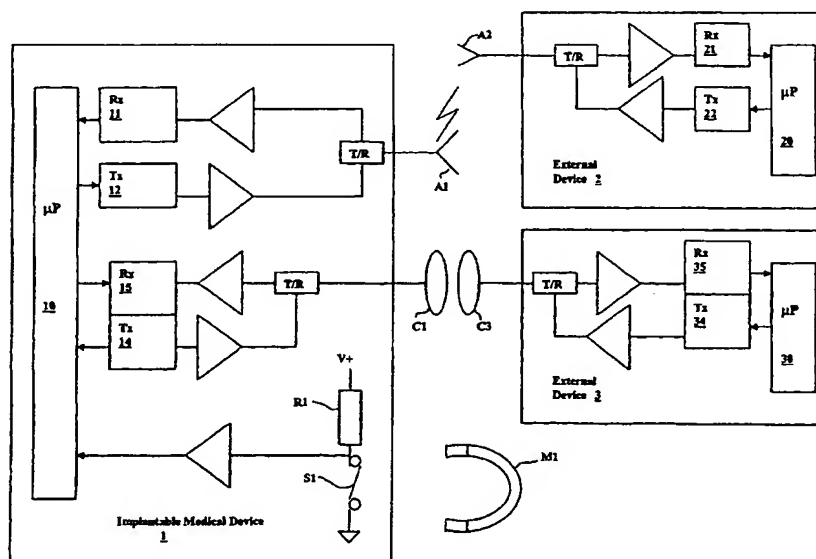 A2
T/R
Rx
21
Tx
22
μP
20
External
Device 2
Rx
11
Tx
12
T/R
A1
μP
10
Rx
15
Tx
14
T/R
C1
C3
T/R
Rx
35
Tx
34
μP
30
External
Device 3
V+
R1
S1
M1
Implantable Medical Device
1